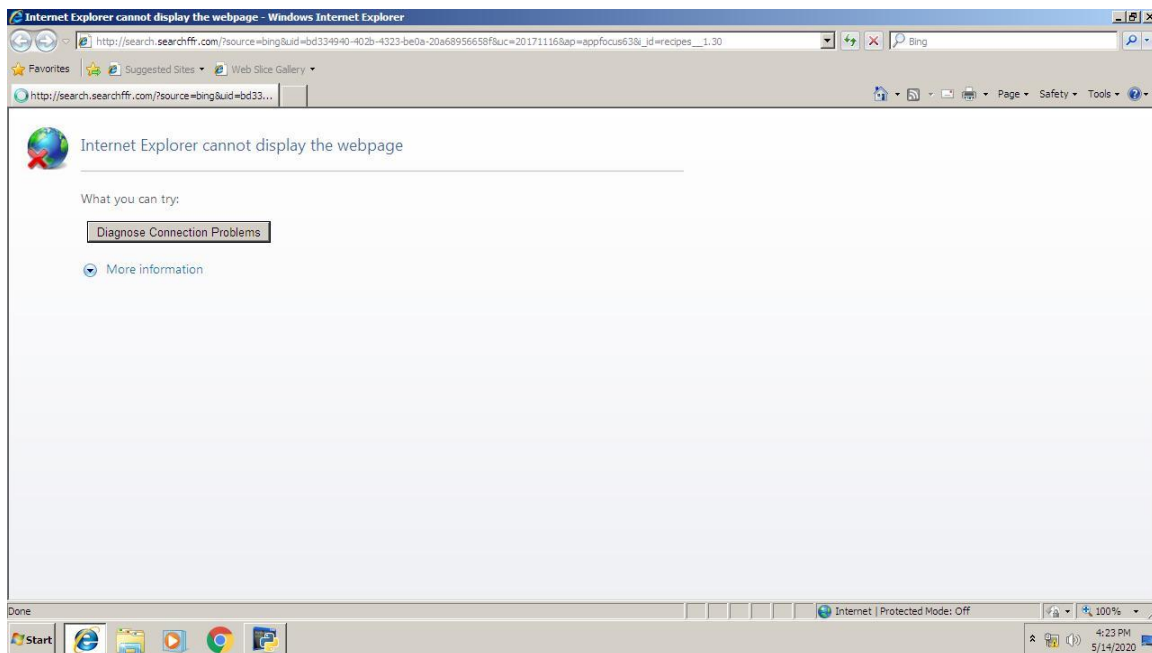 Internet Explorer cannot display the webpage - Windows Internet Explorer
http://search.searchffr.com/?source=bing&uid=bd334940-402b-4323-be0a-20a68956658f&uc=20171116&ap=appfocus63&i_id=recipes__1.30
Bing
Favorites Suggested Sites Web Slice Gallery
http://search.searchffr.com/?source=bing&uid=bd33...
Page Safety Tools
Internet Explorer cannot display the webpage
What you can try:
Diagnose Connection Problems
More information
Done
Internet | Protected Mode: Off
100%
Start
4:23 PM
5/14/2020